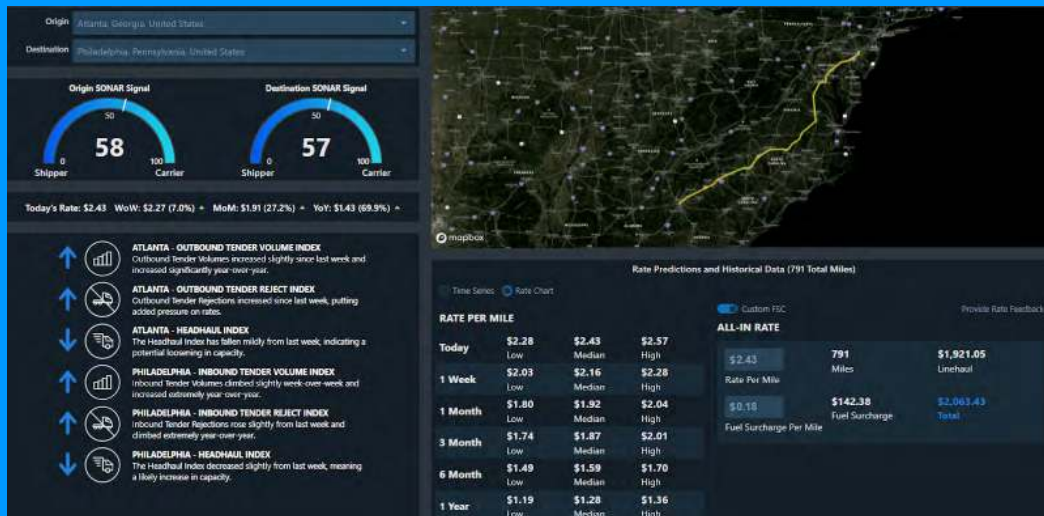 Origin
Atlanta, Georgia, United States
Destination
Philadelphia, Pennsylvania, United States
Origin SONAR Signal
50
58
0
100
Shipper
Carrier
Destination SONAR Signal
50
57
0
100
Shipper
Carrier
Today's Rate: $2.43 WoW: $2.27 (7.0%) MoM: $1.91 (27.2%) YoY: $1.43 (69.9%)
ATLANTA - OUTBOUND TENDER VOLUME INDEX
Outbound Tender Volumes increased slightly since last week and
increased significantly year-over-year.
ATLANTA - OUTBOUND TENDER REJECT INDEX
Outbound Tender Rejections increased since last week, putting
added pressure on rates.
ATLANTA - HEADHAUL INDEX
The Headhaul Index has fallen mildly from last week, indicating a
potential loosening in capacity.
PHILADELPHIA - INBOUND TENDER VOLUME INDEX
Inbound Tender Volumes climbed slightly week-over-week and
increased extremely year-over-year.
PHILADELPHIA - INBOUND TENDER REJECT INDEX
Inbound Tender Rejections rose slightly from last week and
climbed extremely year-over-year.
PHILADELPHIA - HEADHAUL INDEX
The Headhaul Index decreased slightly from last week, meaning
a likely increase in capacity.
mapbox
Rate Predictions and Historical Data (791 Total Miles)
Time Series Rate Chart
RATE PER MILE
Today $2.28 $2.43 $2.57
Low Median High
1 Week $2.03 $2.16 $2.28
Low Median High
1 Month $1.80 $1.92 $2.04
Low Median High
3 Month $1.74 $1.87 $2.01
Low Median High
6 Month $1.49 $1.59 $1.70
Low Median High
1 Year $1.19 $1.28 $1.36
Low Median High
Custom FSC
Provide Rate Feedback
ALL-IN RATE
$2.43 791 $1,921.05
Rate Per Mile Miles Linehaul
$0.18 $142.38 $2,063.43
Fuel Surcharge Per Mile Fuel Surcharge Total